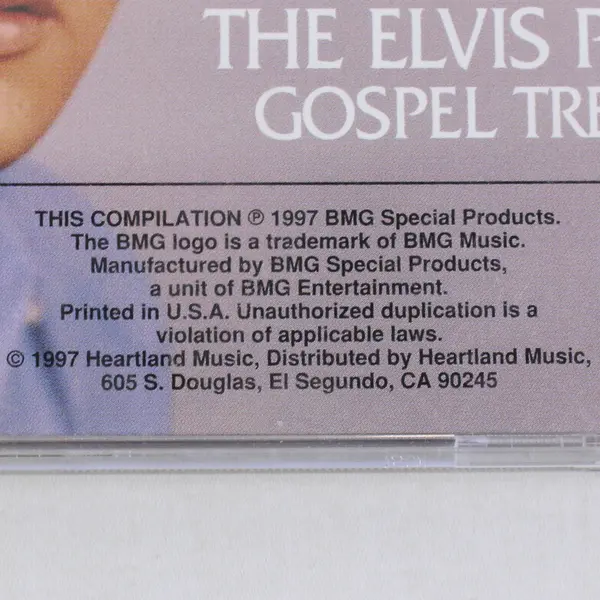 THE ELVIS P
GOSPEL TRE
THIS COMPILATION ℗ 1997 BMG Special Products.
The BMG logo is a trademark of BMG Music.
Manufactured by BMG Special Products,
a unit of BMG Entertainment.
Printed in U.S.A. Unauthorized duplication is a
violation of applicable laws.
© 1997 Heartland Music, Distributed by Heartland Music,
605 S. Douglas, El Segundo, CA 90245